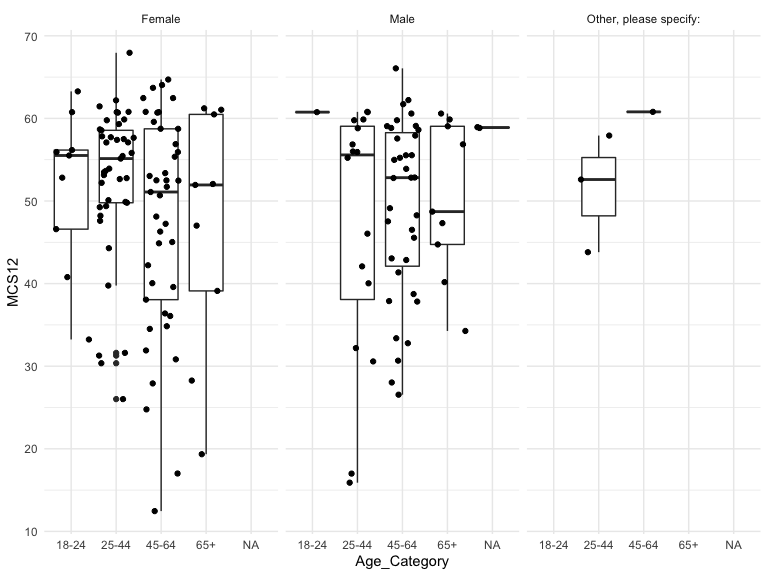 Female Male Other, please specify:
70
60
50
40
30
20
10
MCS12
18-24 25-44 45-64 65+ NA 18-24 25-44 45-64 65+ NA 18-24 25-44 45-64 65+ NA
Age_Category